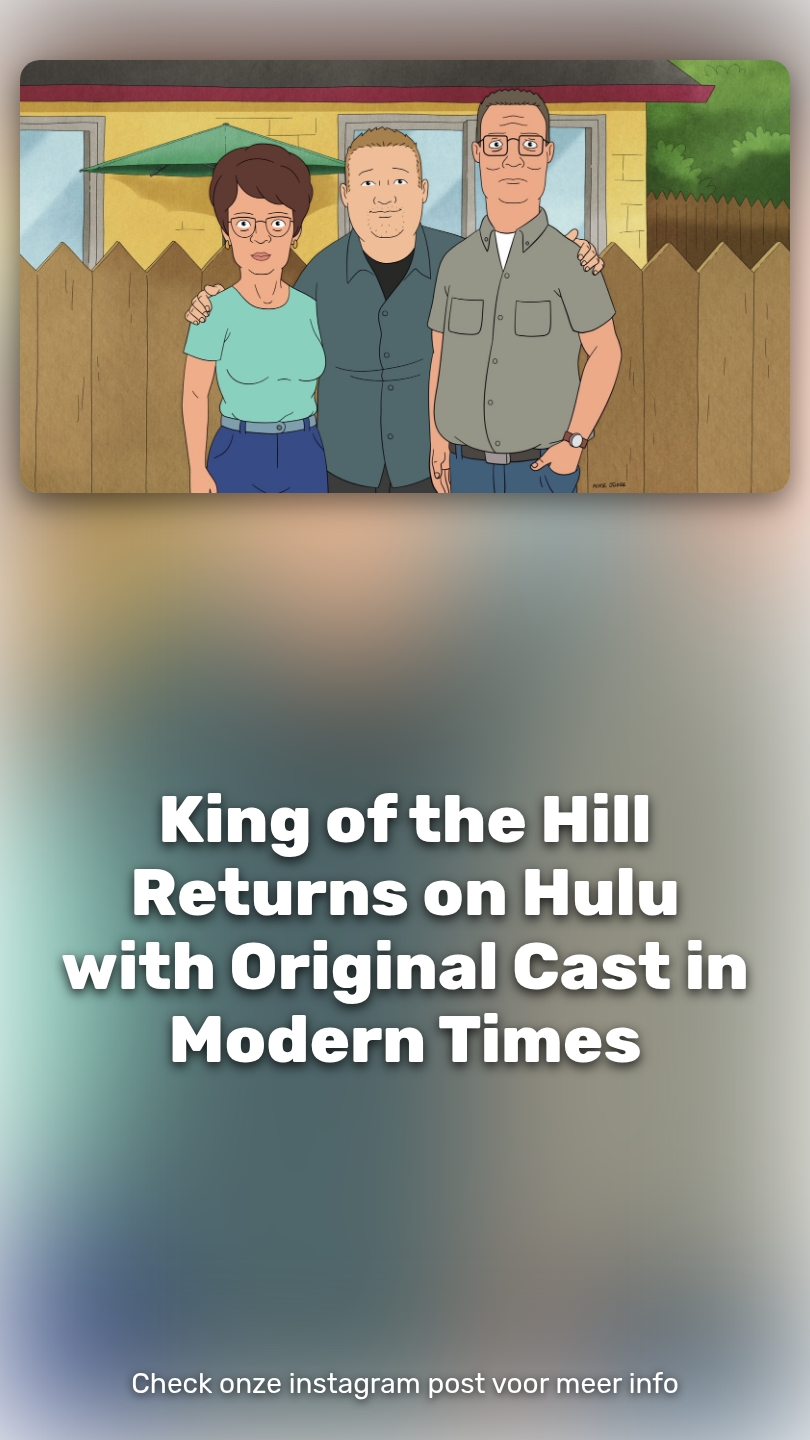 King of the Hill
Returns on Hulu
with Original Cast in
Modern Times
Check onze instagram post voor meer info